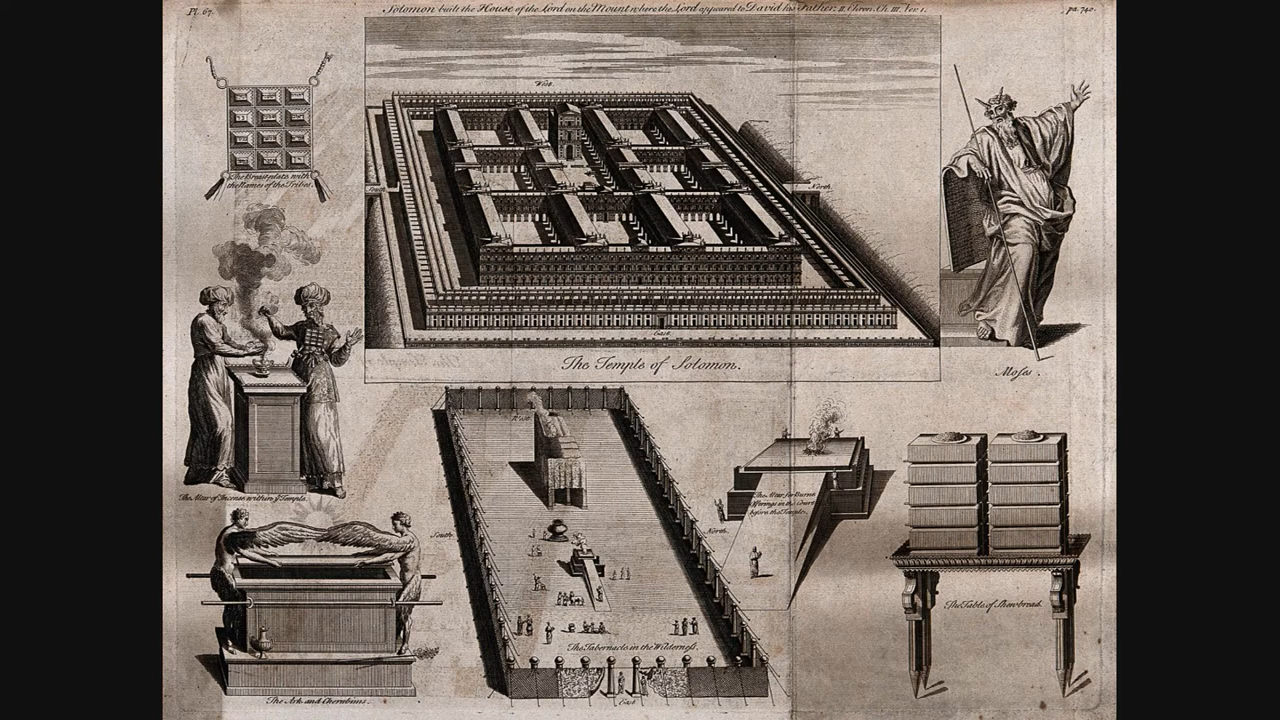 Pl. 67.
Solomon built the House of the Lord on the Mount where the Lord appeared to David his Father. II. Chron. Ch. III. Ver. 1.
pa. 740.
West.
South.
North.
East.
The Temple of Solomon.
The Breastplate with
the Names of the Tribes.
Moses.
The Altar of Incense within ye Temple.
West.
South.
North.
The Tabernacle in the Wilderness.
East.
The Altar for Burnt
Offerings in the Court
before the Temple.
The Table of Shewbread.
The Ark and Cherubims.